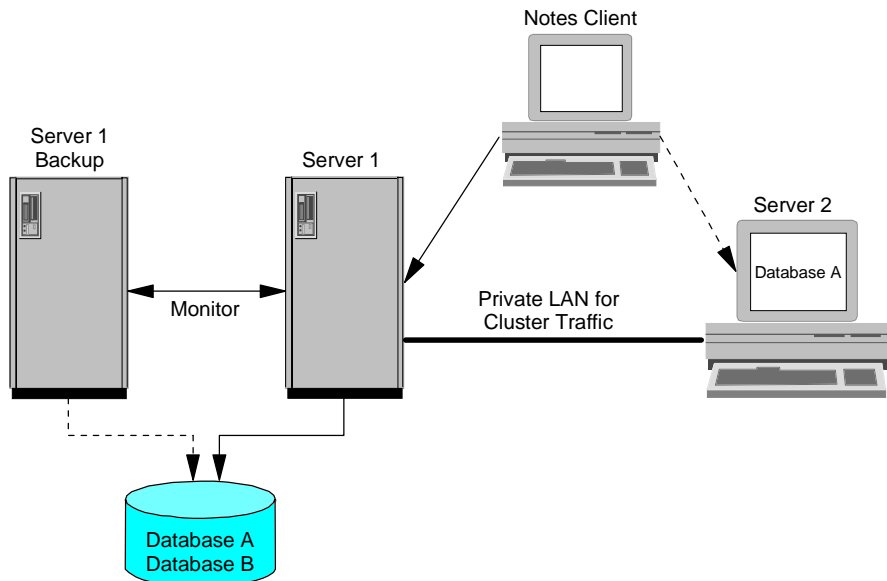 Notes Client
Server 1
Backup
Server 1
Server 2
Database A
Monitor
Private LAN for
Cluster Traffic
Database A
Database B